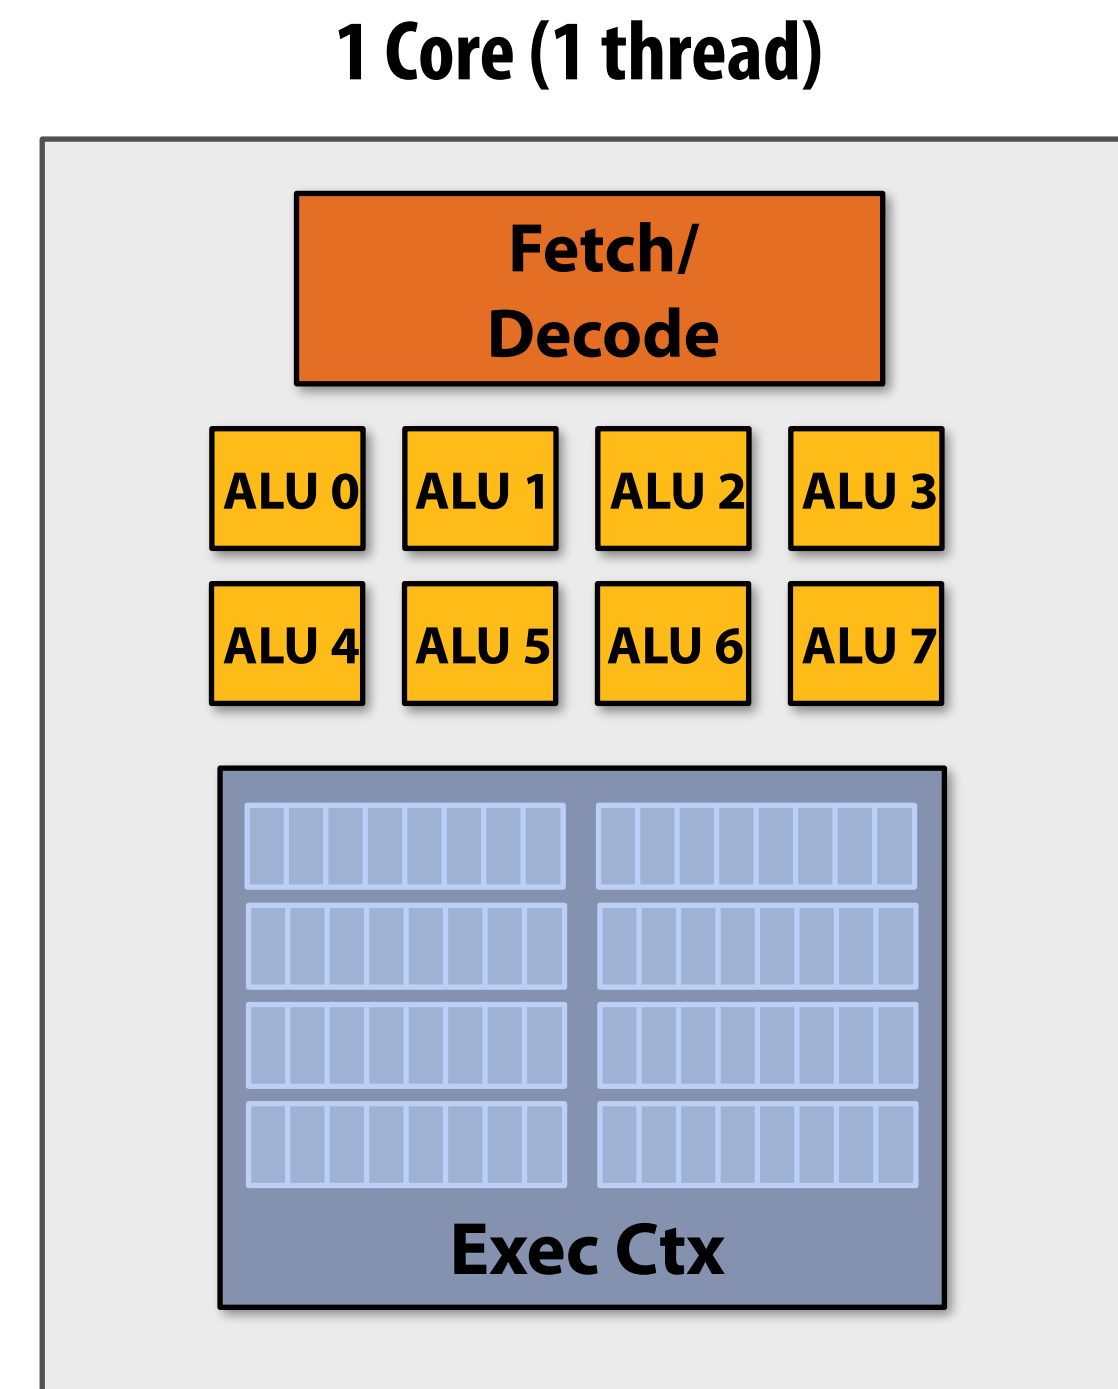 1 Core (1 thread)
Fetch/
Decode
ALU 0 ALU 1 ALU 2 ALU 3
ALU 4 ALU 5 ALU 6 ALU 7
Exec Ctx